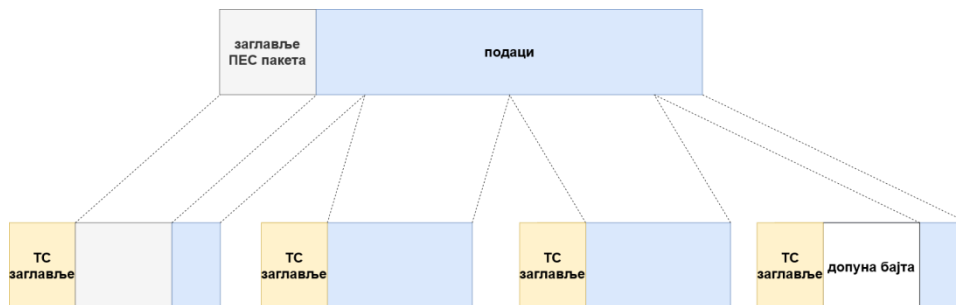 заглавље
ПЕС пакета
подаци
ТС
заглавље
ТС
заглавље
ТС
заглавље
ТС
заглавље
допуна бајта